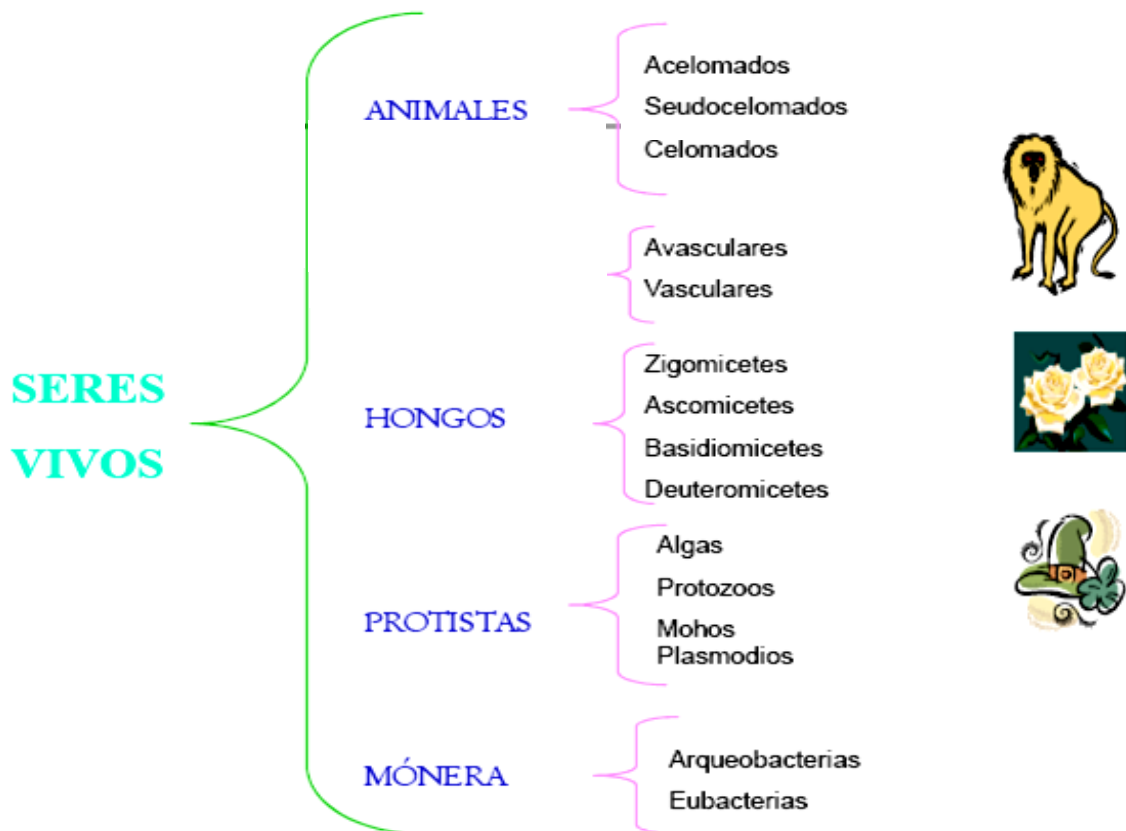 SERES
VIVOS
ANIMALES
Acelomados
Seudocelomados
Celomados
Avasculares
Vasculares
HONGOS
Zigomicetes
Ascomicetes
Basidiomicetes
Deuteromicetes
PROTISTAS
Algas
Protozoos
Mohos
Plasmodios
MÓNERA
Arqueobacterias
Eubacterias